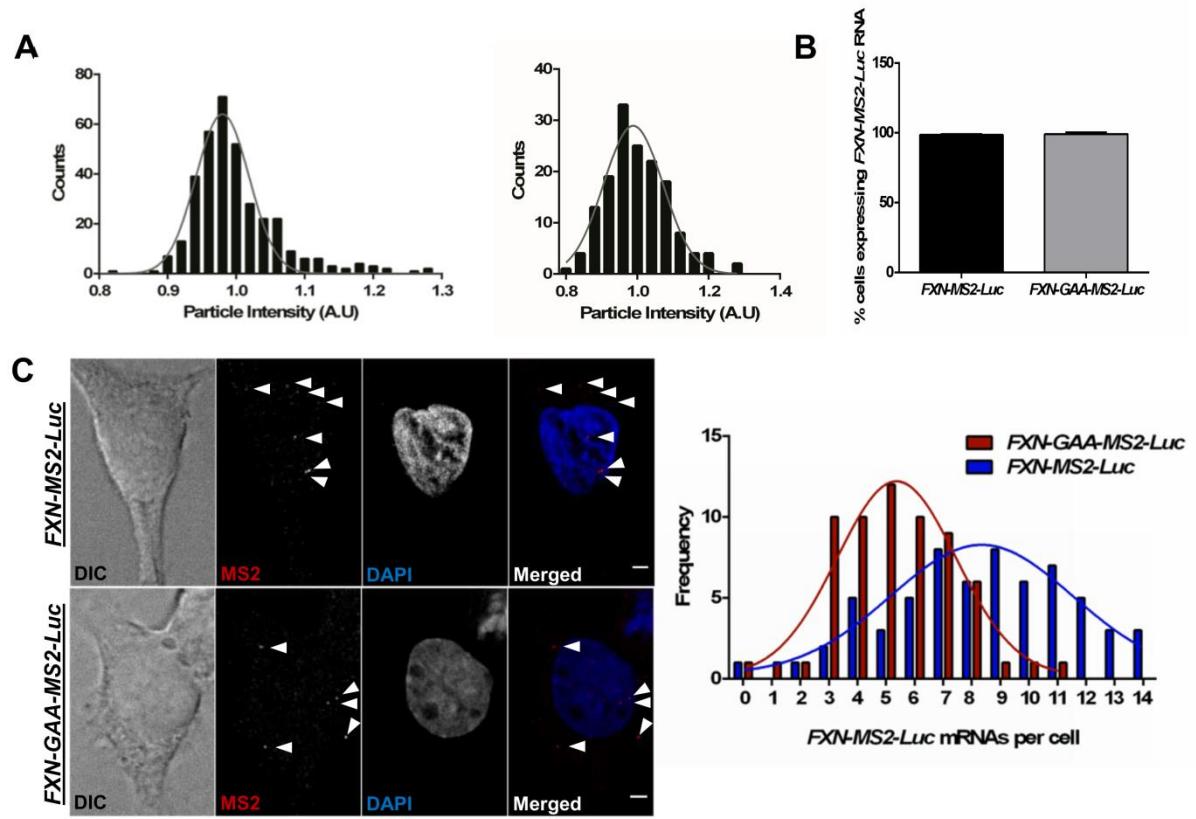 A
B
Counts
80
60
40
20
0
0.8 0.9 1.0 1.1 1.2 1.3
Particle Intensity (A.U)
Counts
40
30
20
10
0
0.8 1.0 1.2 1.4
Particle Intensity (A.U)
% cells expressing FXN-MS2-Luc RNA
150
100
50
0
FXN-MS2-Luc FXN-GAA-MS2-Luc
C
FXN-MS2-Luc
DIC MS2 DAPI Merged
FXN-GAA-MS2-Luc
DIC MS2 DAPI Merged
FXN-GAA-MS2-Luc
FXN-MS2-Luc
Frequency
15
10
5
0
0 1 2 3 4 5 6 7 8 9 10 11 12 13 14
FXN-MS2-Luc mRNAs per cell